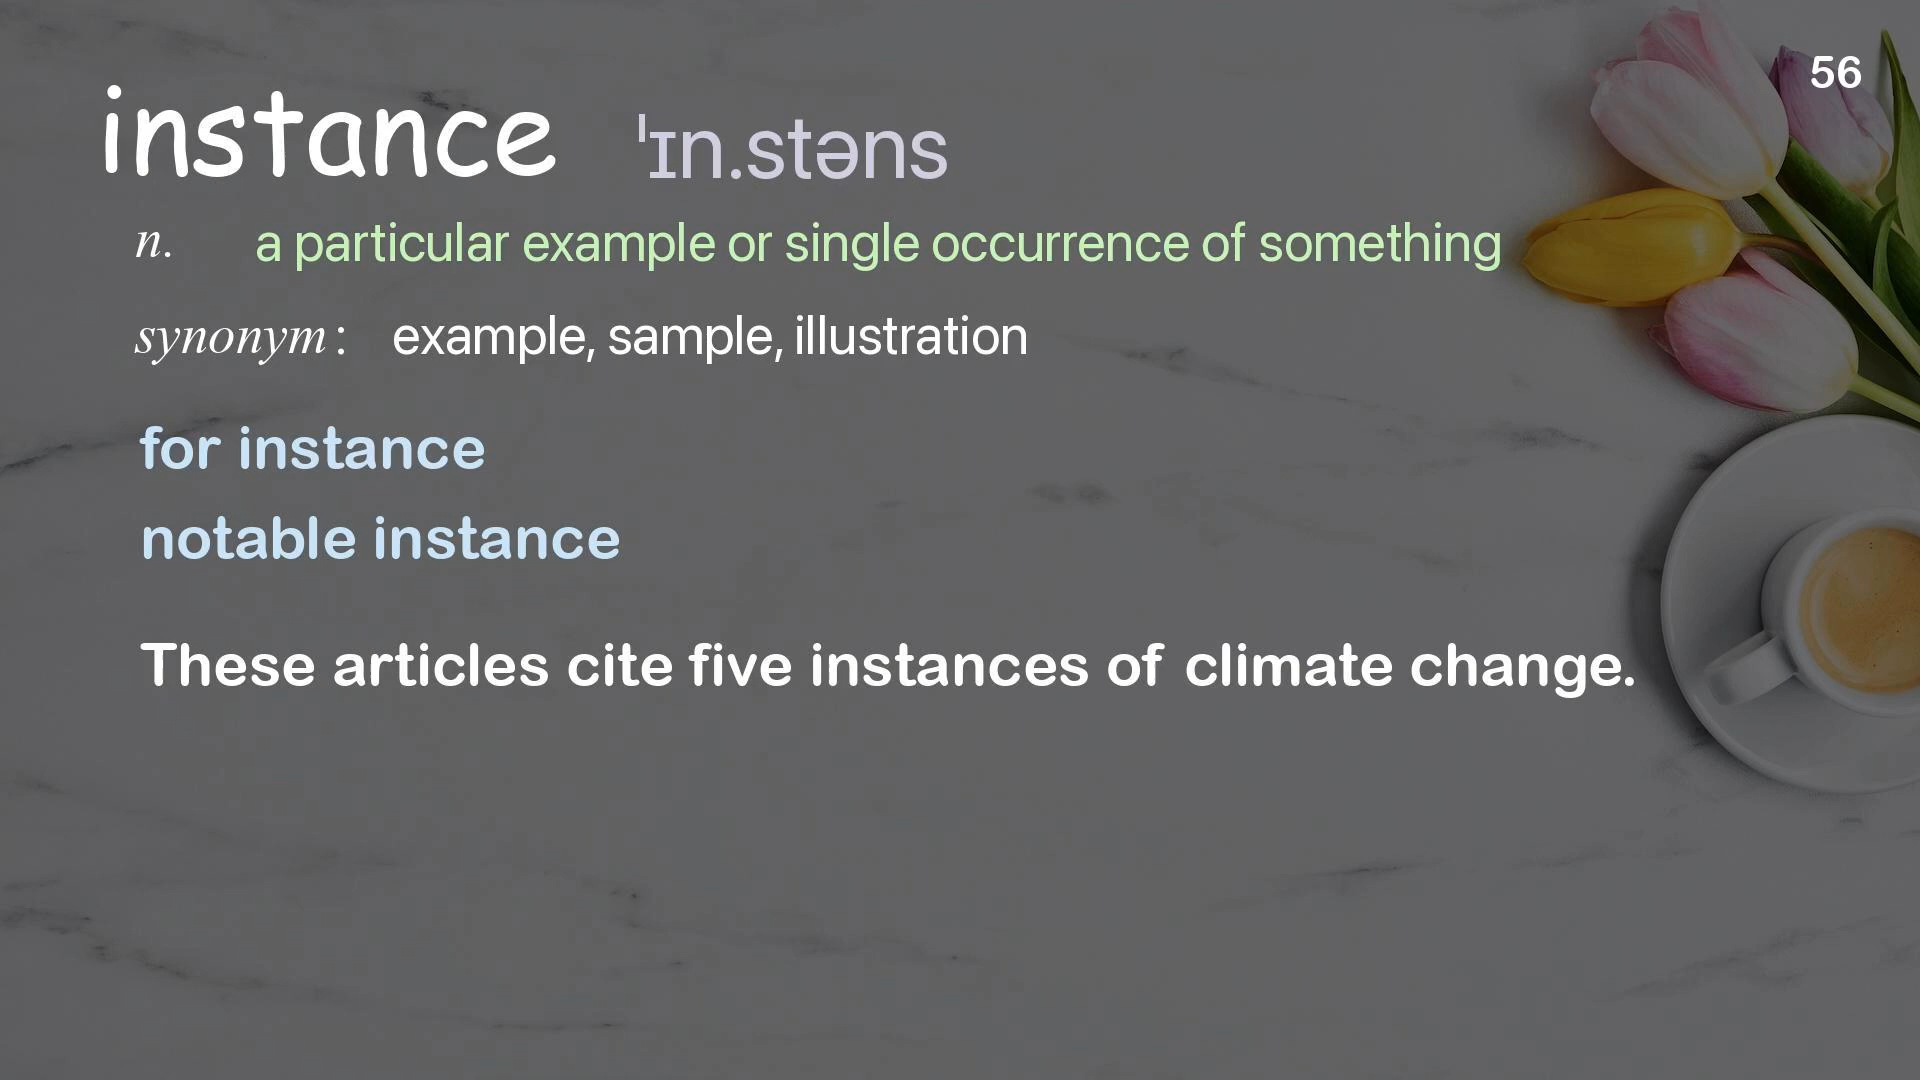 56
instance ˈɪn.stəns
n. a particular example or single occurrence of something
synonym: example, sample, illustration
for instance
notable instance
These articles cite five instances of climate change.